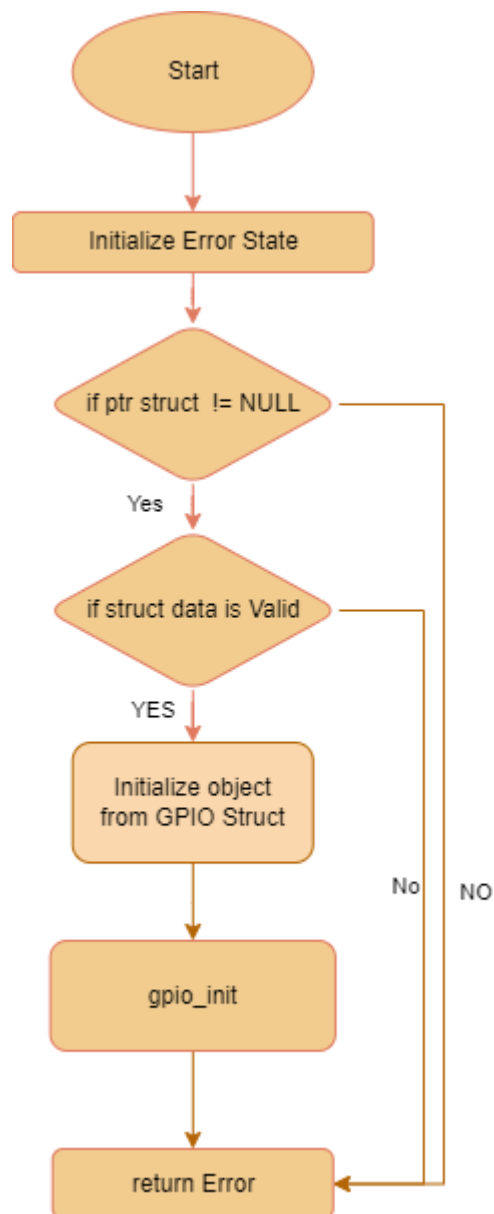 Start
Initialize Error State
if ptr struct != NULL
Yes
if struct data is Valid
YES
Initialize object
from GPIO Struct
No
NO
gpio_init
return Error